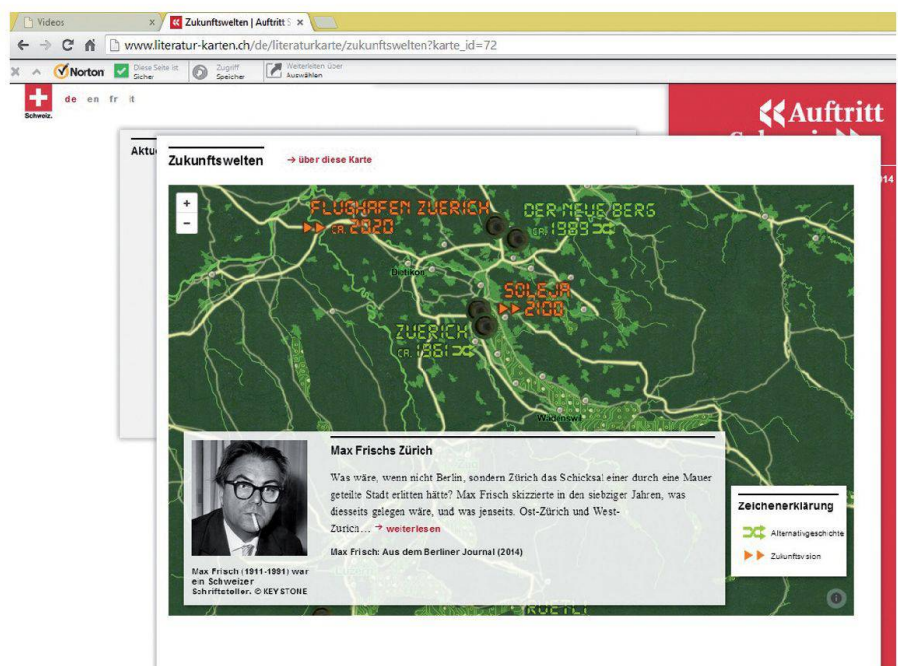 Videos
Zukunftswelten | Auftritt S
www.literatur-karten.ch/de/literaturkarte/zukunftswelten?karte_id=72
Norton
Diese Seite ist
Sicher
Zugriff
Speicher
Weiterleiten über
Auswählen
Schweiz.
de en fr it
Auftritt
14
Aktu
Zukunftswelten
→ über diese Karte
+
−
FLUGHAFEN ZUERICH
CA. 2020
DER NEUE BERG
CA. 1989
Dietikon
SOLEJA
2100
ZUERICH
CA. 1961
Wädenswil
Max Frischs Zürich
Was wäre, wenn nicht Berlin, sondern Zürich das Schicksal einer durch eine Mauer
geteilte Stadt erlitten hätte? Max Frisch skizzierte in den siebziger Jahren, was
diesseits gelegen wäre, und was jenseits. Ost-Zürich und West-
Zürich… → weiterlesen
Max Frisch: Aus dem Berliner Journal (2014)
Max Frisch (1911-1991) war
ein Schweizer
Schriftsteller. © KEYSTONE
Zeichenerklärung
Alternativgeschichte
Zukunftsvision
RUETLI